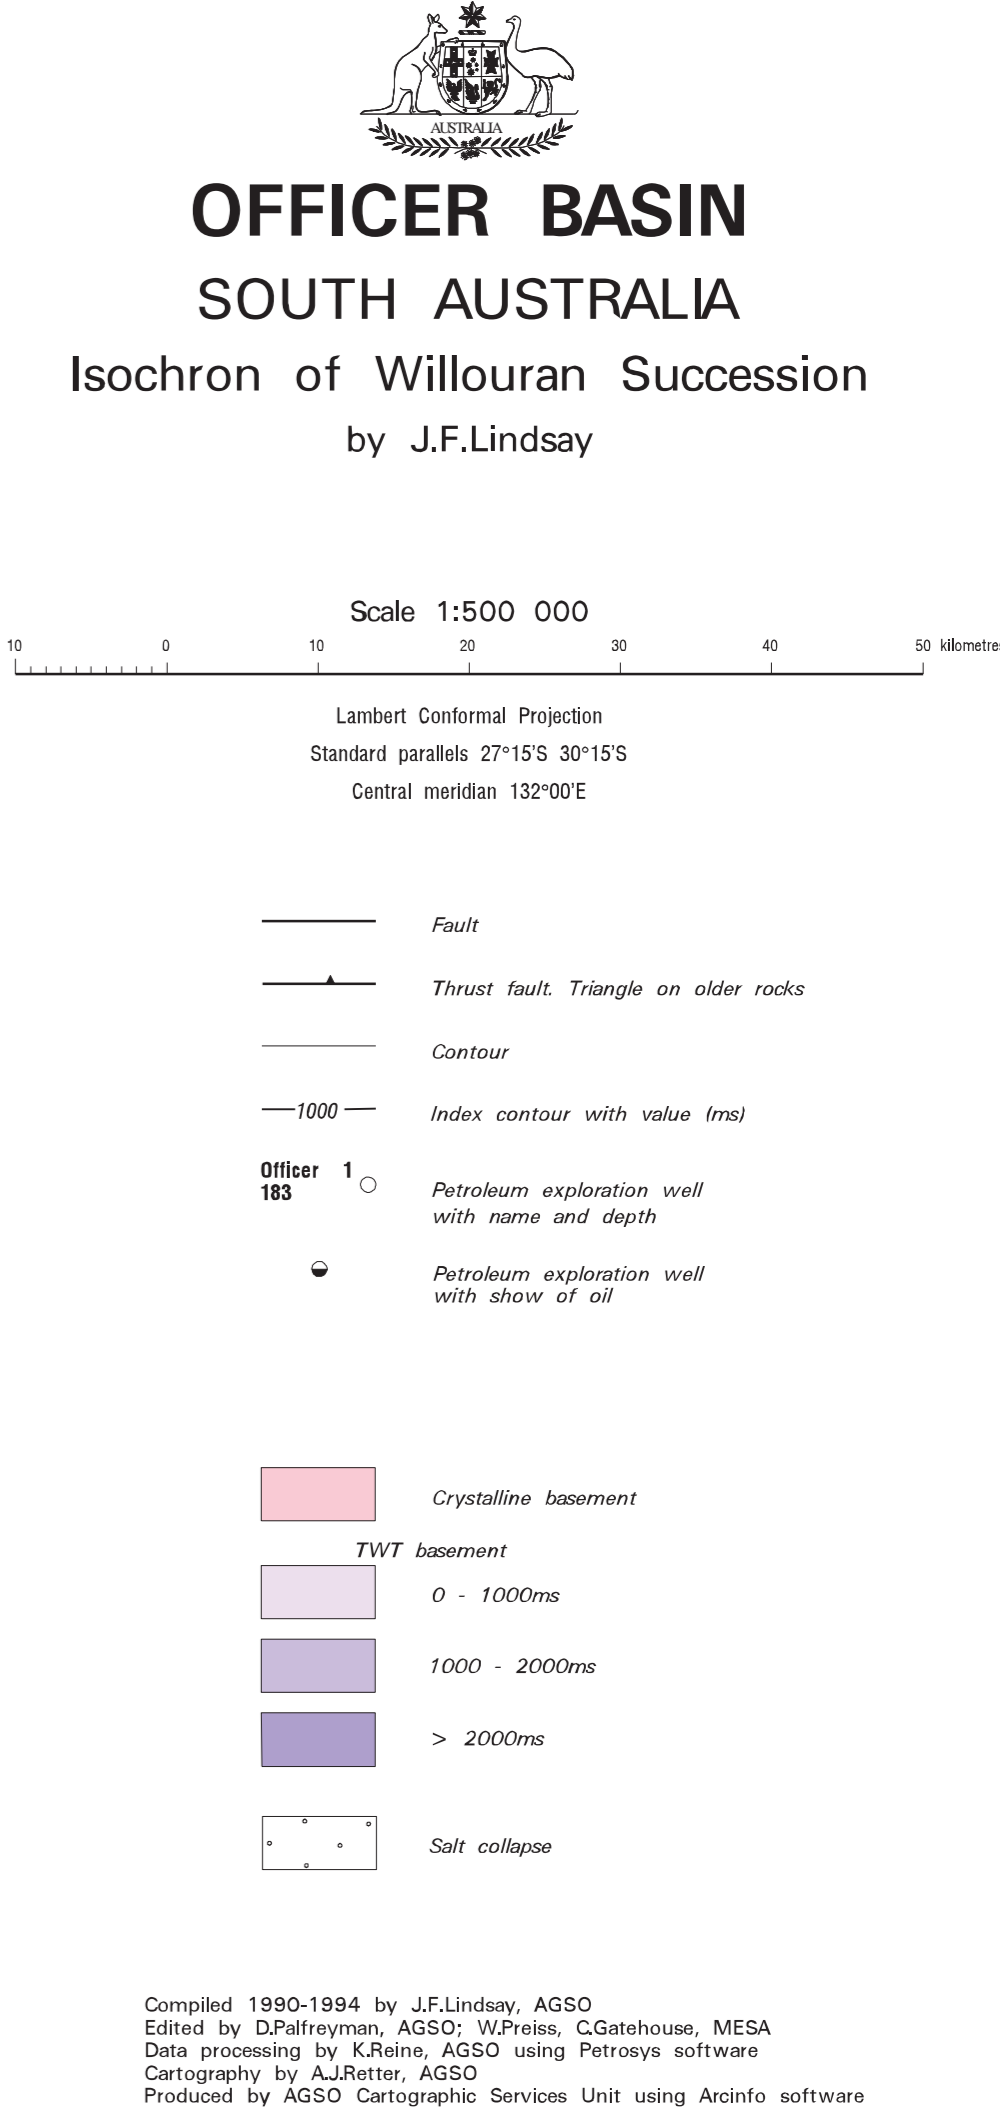 AUSTRALIA
OFFICER BASIN
SOUTH AUSTRALIA
Isochron of Willouran Succession
by J.F.Lindsay
Scale 1:500 000
10 0 10 20 30 40 50 kilometres
Lambert Conformal Projection
Standard parallels 27°15'S 30°15'S
Central meridian 132°00'E
Fault
Thrust fault. Triangle on older rocks
Contour
1000 Index contour with value (ms)
Officer 1
183
Petroleum exploration well
with name and depth
Petroleum exploration well
with show of oil
Crystalline basement
TWT basement
0 - 1000ms
1000 - 2000ms
> 2000ms
Salt collapse
Compiled 1990-1994 by J.F.Lindsay, AGSO
Edited by D.Palfreyman, AGSO; W.Preiss, C.Gatehouse, MESA
Data processing by K.Reine, AGSO using Petrosys software
Cartography by A.J.Retter, AGSO
Produced by AGSO Cartographic Services Unit using Arcinfo software